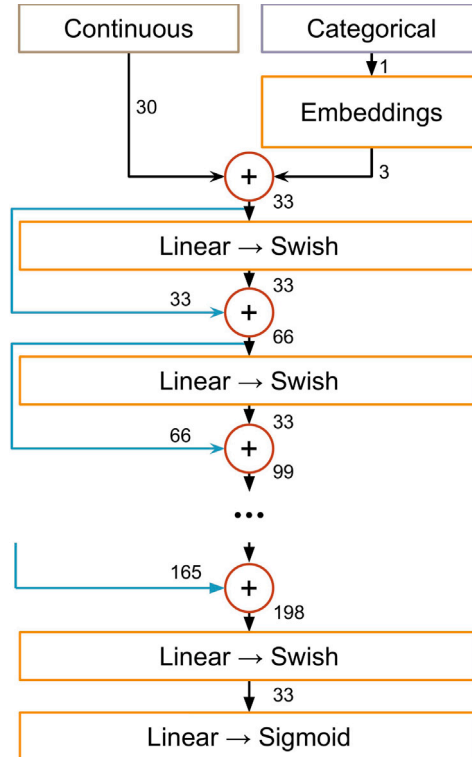 Continuous
Categorical
1
30
Embeddings
3
+
33
Linear → Swish
33
33
+
66
Linear → Swish
33
66
+
99
...
165
+
198
Linear → Swish
33
Linear → Sigmoid